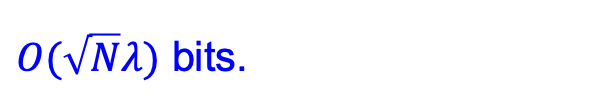 O(√Nλ) bits.